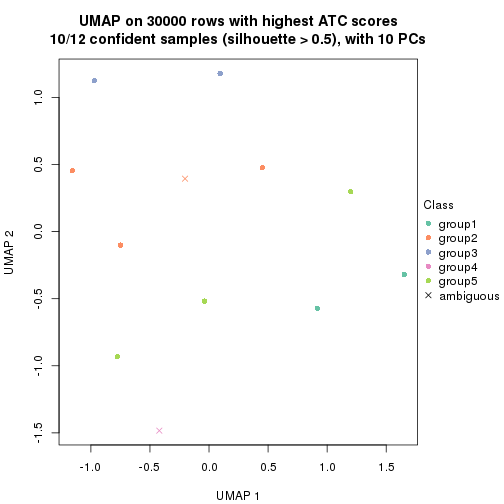 UMAP on 30000 rows with highest ATC scores
10/12 confident samples (silhouette > 0.5), with 10 PCs
1.0
0.5
0.0
-0.5
-1.0
-1.5
UMAP 2
-1.0 -0.5 0.0 0.5 1.0 1.5
UMAP 1
Class
group1
group2
group3
group4
group5
ambiguous